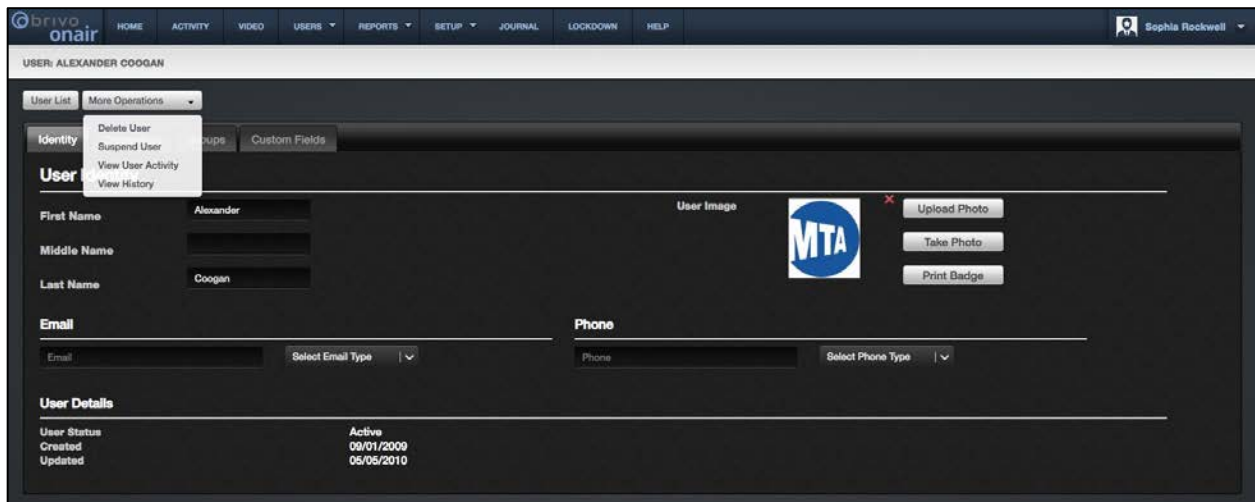 brivo
onair
HOME ACTIVITY VIDEO USERS REPORTS SETUP JOURNAL LOCKDOWN HELP Sophia Rockwell
USER: ALEXANDER COOGAN
User List More Operations
Delete User
Suspend User
View User Activity
View History
Identity oups Custom Fields
User
First Name Alexander User Image MTA Upload Photo
Middle Name Take Photo
Last Name Coogan Print Badge
Email Phone
Email Select Email Type Phone Select Phone Type
User Details
User Status Active
Created 09/01/2009
Updated 05/05/2010